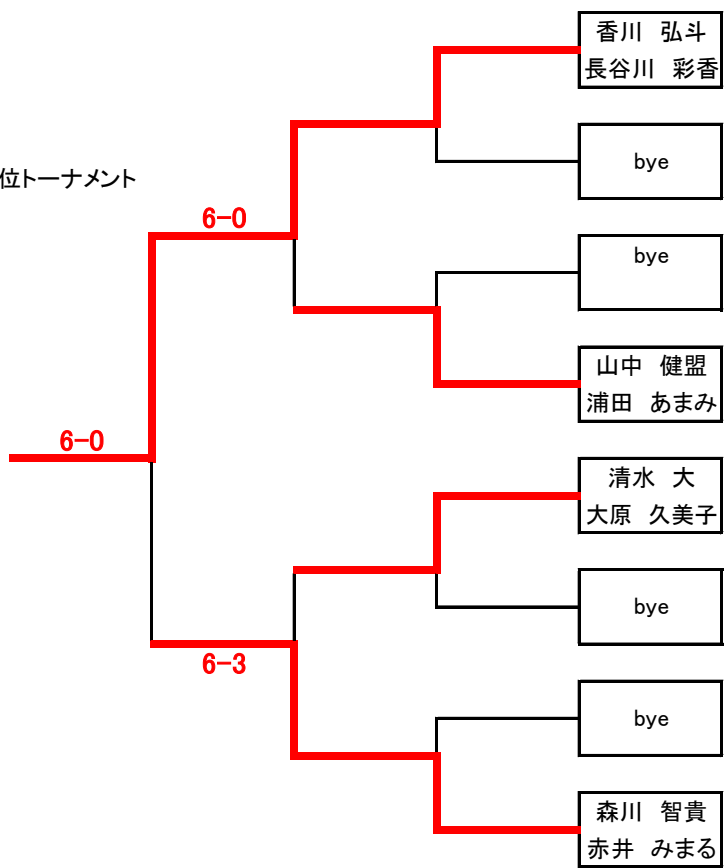 香川　弘斗
長谷川　彩香
bye
位トーナメント
6-0
bye
山中　健盟
浦田　あまみ
6-0
清水　大
大原　久美子
bye
6-3
bye
森川　智貴
赤井　みまる